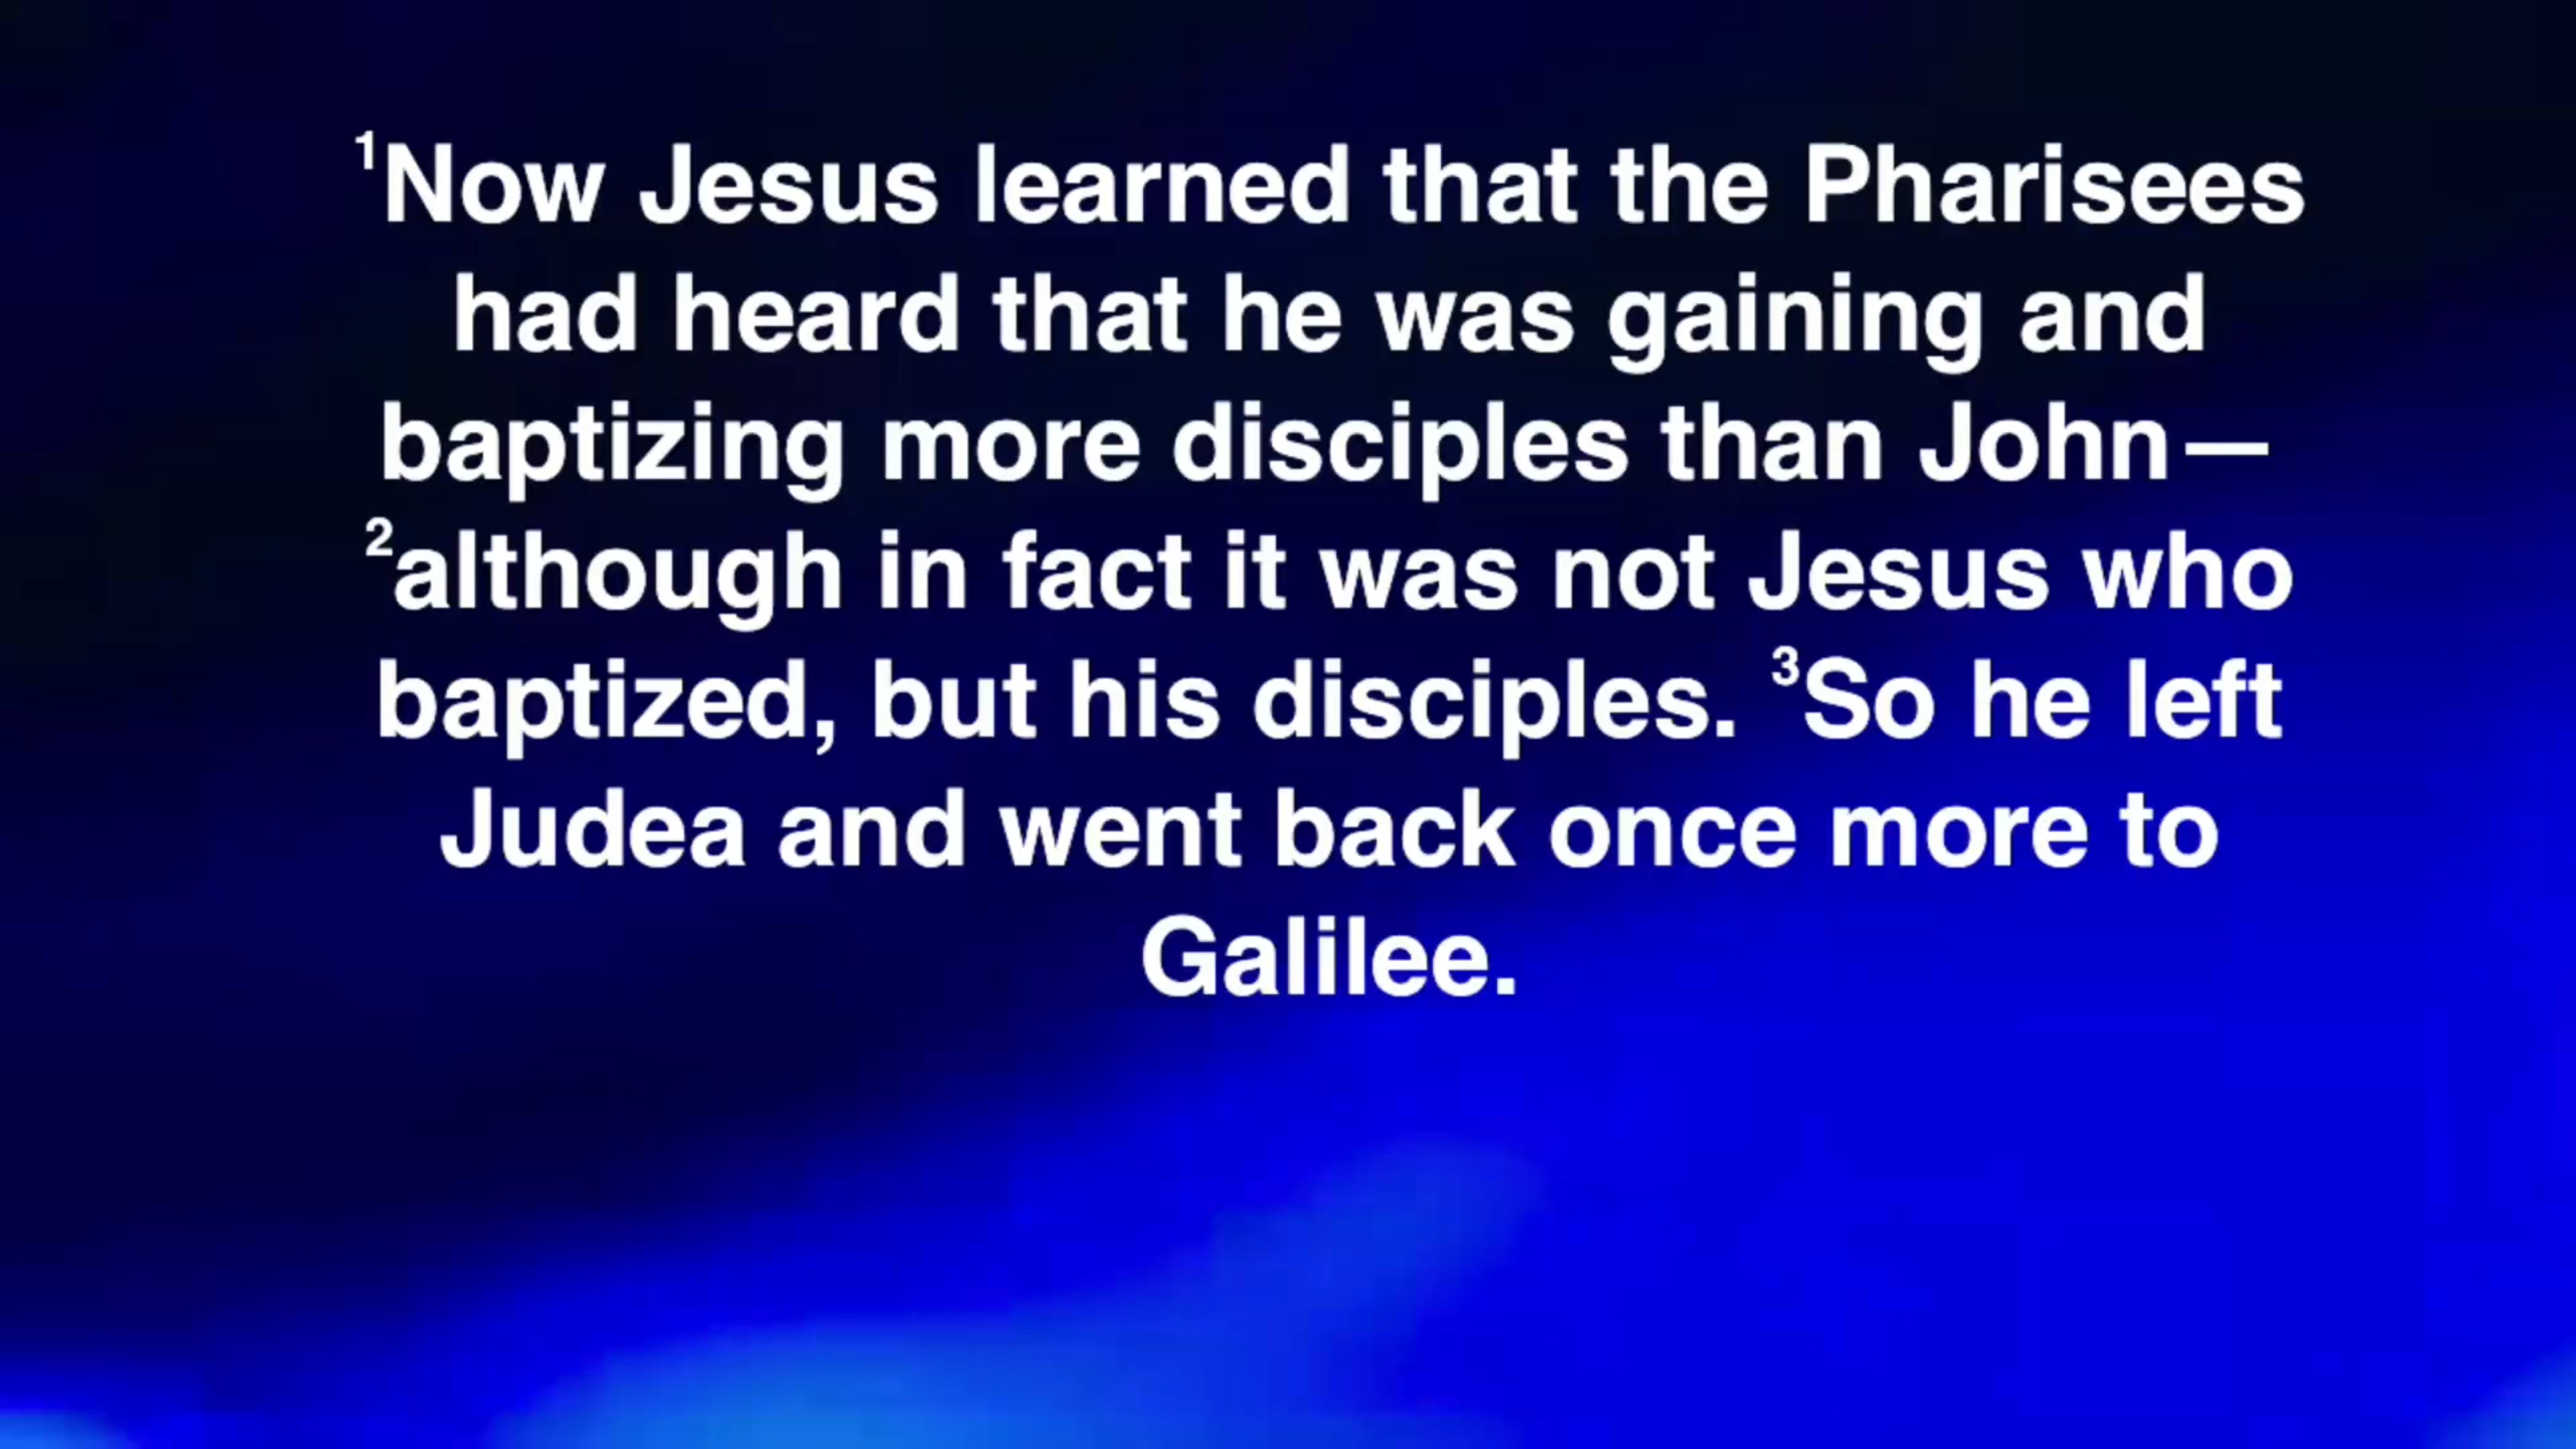 ¹Now Jesus learned that the Pharisees
had heard that he was gaining and
baptizing more disciples than John—
²although in fact it was not Jesus who
baptized, but his disciples. ³So he left
Judea and went back once more to
Galilee.